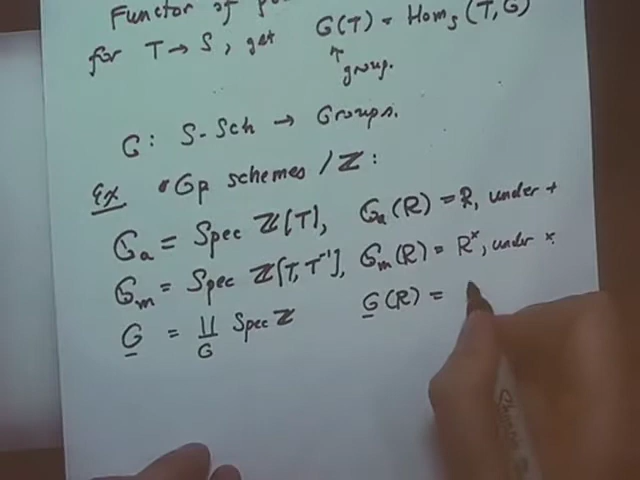 Functor of
for T → S, get G(T) = Hom_S (T, G)
↑
group.
G: S-Sch → Groups.
Ex. Gp schemes / ℤ:
G_a = Spec ℤ[T], G_a(R) = R, under +
G_m = Spec ℤ[T, T⁻¹], G_m(R) = R^×, under ×.
G = ∐_G Spec ℤ G(R) =